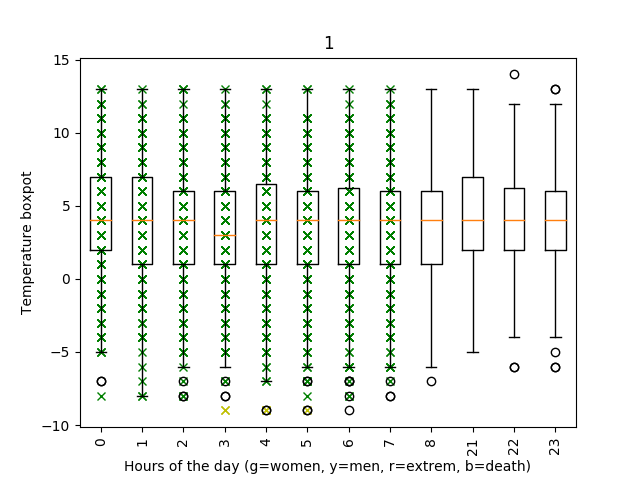 1
15
10
5
0
−5
−10
Temperature boxpot
0 1 2 3 4 5 6 7 8 21 22 23
Hours of the day (g=women, y=men, r=extrem, b=death)